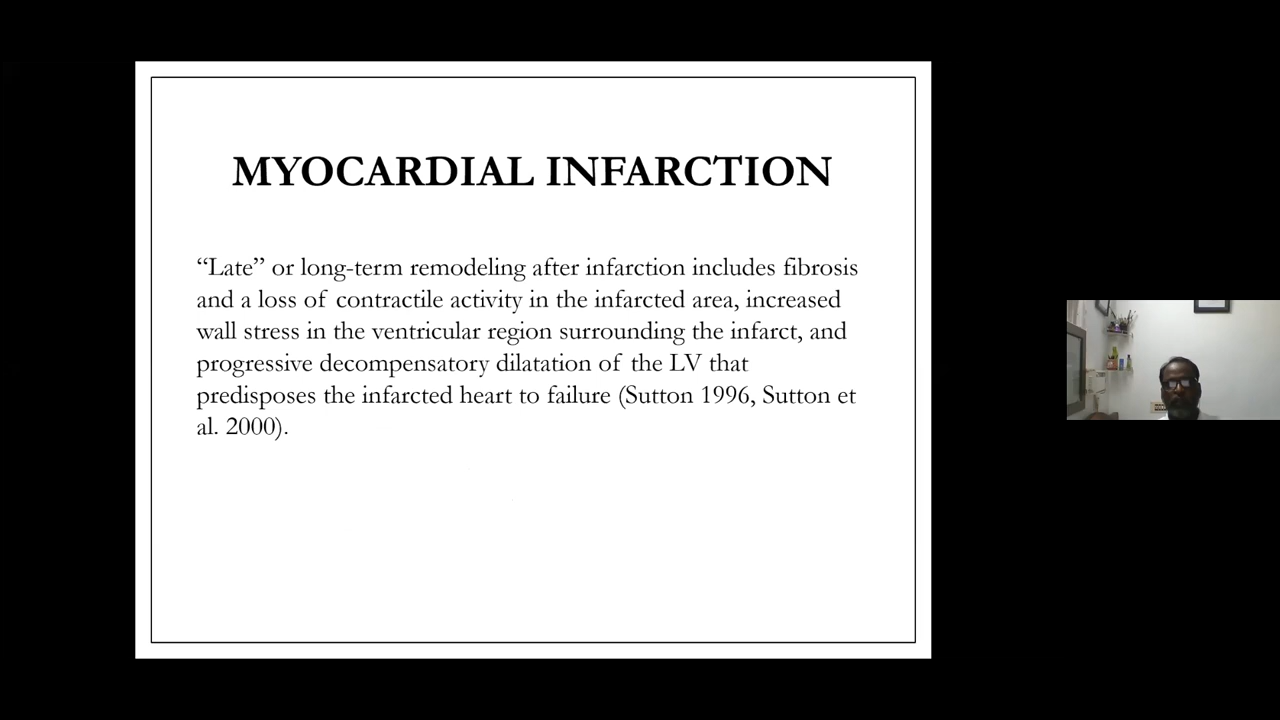 MYOCARDIAL INFARCTION
“Late” or long-term remodeling after infarction includes fibrosis
and a loss of contractile activity in the infarcted area, increased
wall stress in the ventricular region surrounding the infarct, and
progressive decompensatory dilatation of the LV that
predisposes the infarcted heart to failure (Sutton 1996, Sutton et
al. 2000).